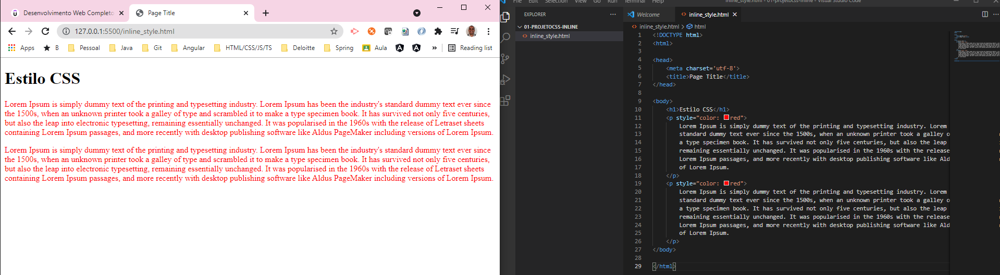 Desenvolvimento Web Completo
Page Title
127.0.0.1:5500/inline_style.html
Apps
B
Pessoal
Java
Git
Angular
HTML/CSS/JS/TS
Deloitte
Spring
Aula
»
Reading list
Estilo CSS
Lorem Ipsum is simply dummy text of the printing and typesetting industry. Lorem Ipsum has been the industry's standard dummy text ever since
the 1500s, when an unknown printer took a galley of type and scrambled it to make a type specimen book. It has survived not only five centuries,
but also the leap into electronic typesetting, remaining essentially unchanged. It was popularised in the 1960s with the release of Letraset sheets
containing Lorem Ipsum passages, and more recently with desktop publishing software like Aldus PageMaker including versions of Lorem Ipsum.
Lorem Ipsum is simply dummy text of the printing and typesetting industry. Lorem Ipsum has been the industry's standard dummy text ever since
the 1500s, when an unknown printer took a galley of type and scrambled it to make a type specimen book. It has survived not only five centuries,
but also the leap into electronic typesetting, remaining essentially unchanged. It was popularised in the 1960s with the release of Letraset sheets
containing Lorem Ipsum passages, and more recently with desktop publishing software like Aldus PageMaker including versions of Lorem Ipsum.
File Edit Selection View Go Run Terminal Help
inline_style.html - 01-projetocss-inline - Visual Studio Code
EXPLORER
01-PROJETOCSS-INLINE
inline_style.html
Welcome
inline_style.html
inline_style.html > html
1 <!DOCTYPE html>
2 <html>
3
4 <head>
5 <meta charset='utf-8'>
6 <title>Page Title</title>
7 </head>
8
9 <body>
10 <h1>Estilo CSS</h1>
11 <p style="color: red">
12 Lorem Ipsum is simply dummy text of the printing and typesetting industry. Lorem
13 standard dummy text ever since the 1500s, when an unknown printer took a galley o
14 a type specimen book. It has survived not only five centuries, but also the leap
15 remaining essentially unchanged. It was popularised in the 1960s with the release
16 Lorem Ipsum passages, and more recently with desktop publishing software like Ald
17 of Lorem Ipsum.
18 </p>
19 <p style="color: red">
20 Lorem Ipsum is simply dummy text of the printing and typesetting industry. Lorem
21 standard dummy text ever since the 1500s, when an unknown printer took a galley o
22 a type specimen book. It has survived not only five centuries, but also the leap
23 remaining essentially unchanged. It was popularised in the 1960s with the release
24 Lorem Ipsum passages, and more recently with desktop publishing software like Ald
25 of Lorem Ipsum.
26 </p>
27 </body>
28
29 </html>